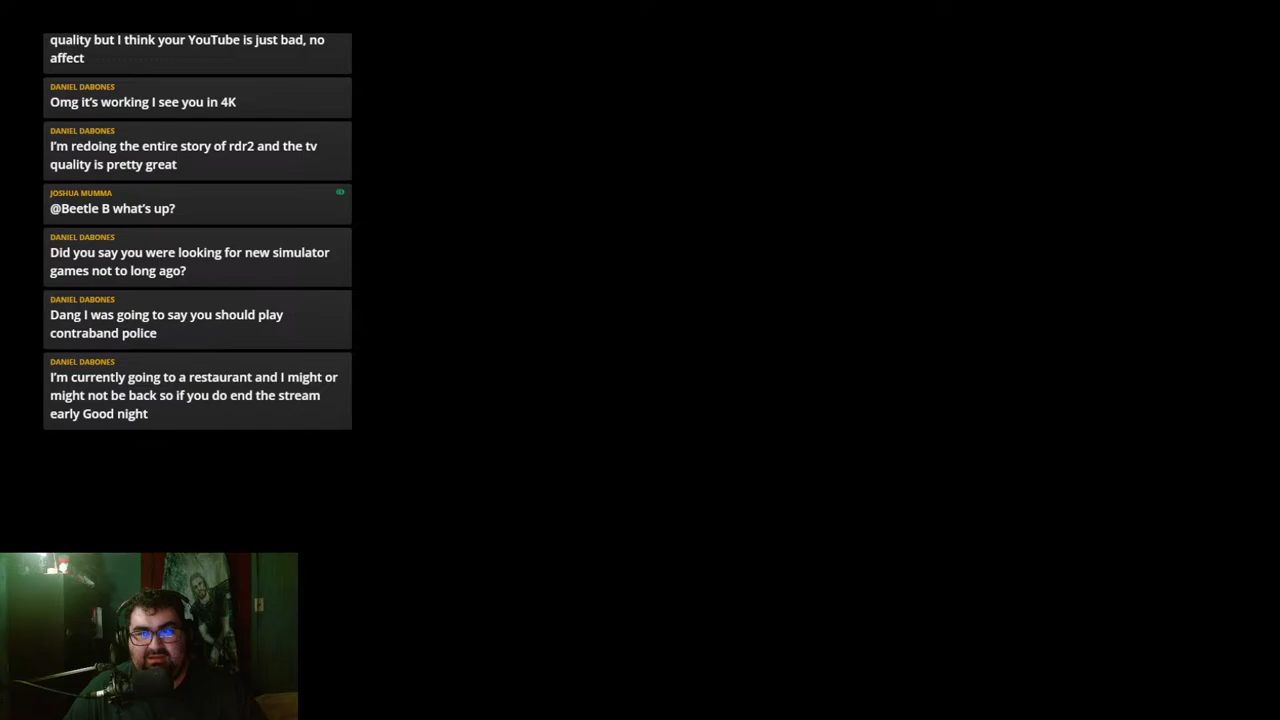 quality but I think your YouTube is just bad, no
affect
DANIEL DABONES
Omg it's working I see you in 4K
DANIEL DABONES
I'm redoing the entire story of rdr2 and the tv
quality is pretty great
JOSHUA MUMMA
@Beetle B what's up?
DANIEL DABONES
Did you say you were looking for new simulator
games not to long ago?
DANIEL DABONES
Dang I was going to say you should play
contraband police
DANIEL DABONES
I'm currently going to a restaurant and I might or
might not be back so if you do end the stream
early Good night